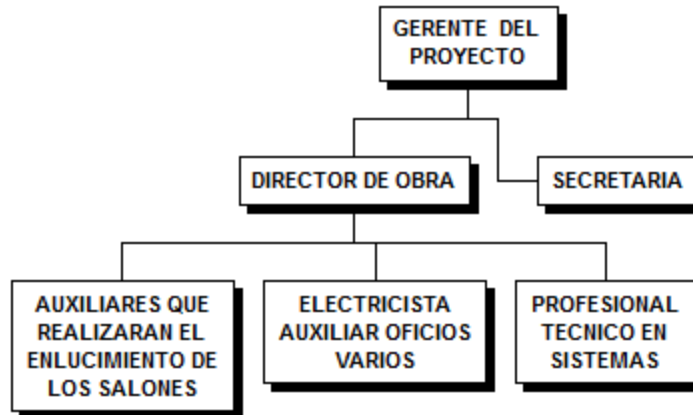 GERENTE DEL
PROYECTO
DIRECTOR DE OBRA
SECRETARIA
AUXILIARES QUE
REALIZARAN EL
ENLUCIMIENTO DE
LOS SALONES
ELECTRICISTA
AUXILIAR OFICIOS
VARIOS
PROFESIONAL
TECNICO EN
SISTEMAS